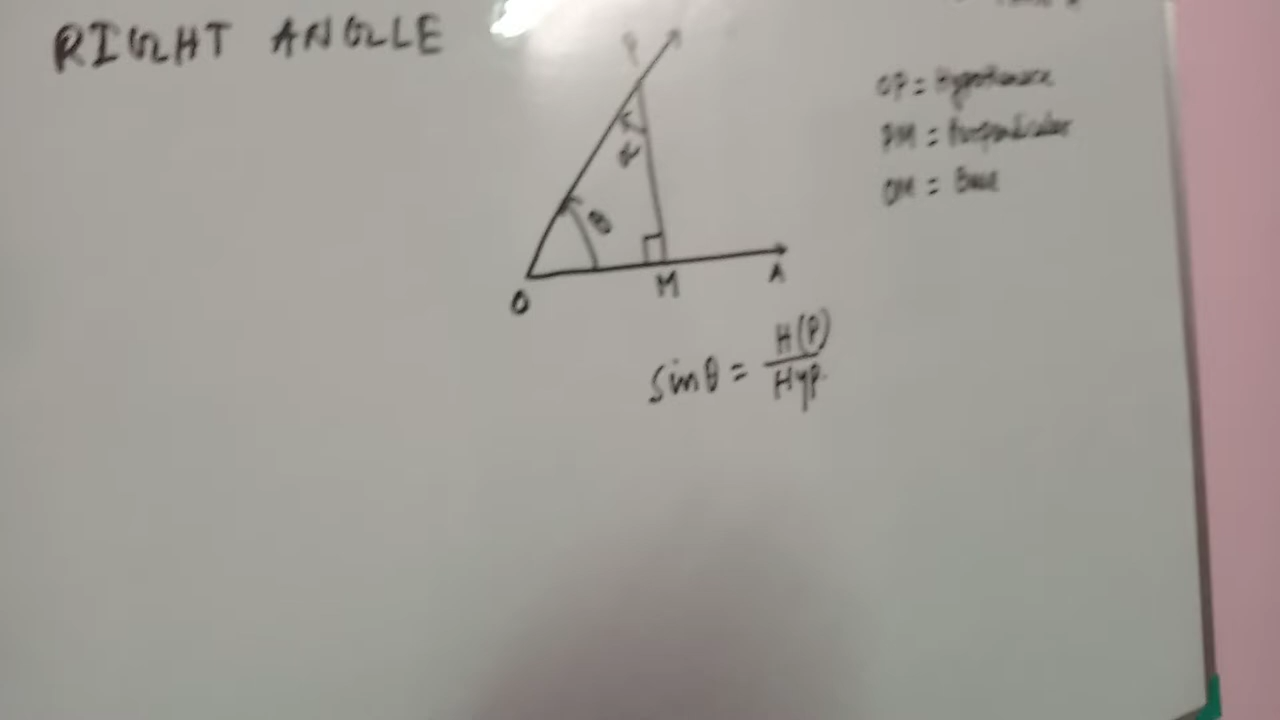 RIGHT ANGLE
P
OP = Hypotenuse
PM = Perpendicular
OM = Base
α
θ
O
M
A
Sinθ = H(P) / Hyp.